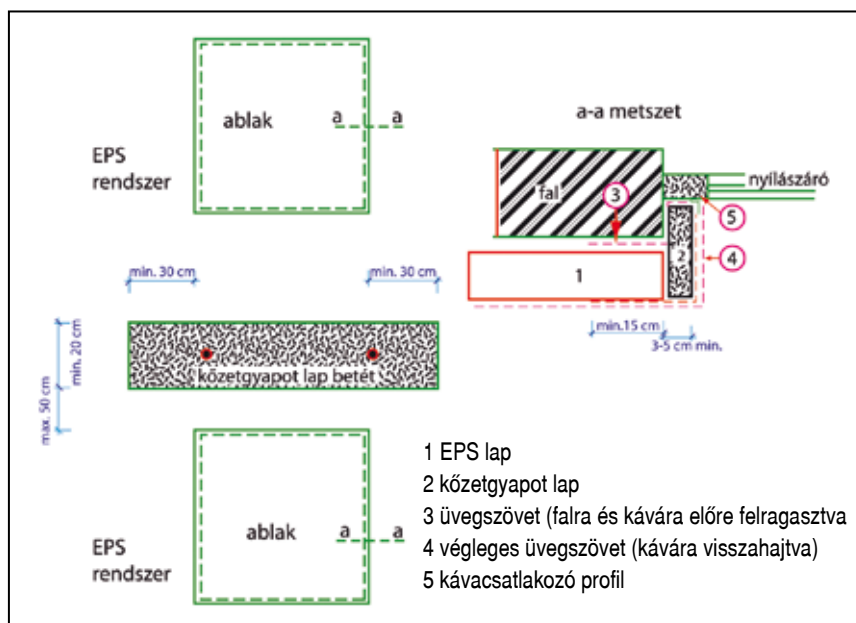 ablak
a a
EPS
rendszer
a-a metszet
fal
nyílászáró
3
5
4
2
1
min. 30 cm
min. 30 cm
min.15 cm
3-5 cm min.
min. 20 cm
max. 50 cm
kőzetgyapot lap betét
ablak
a a
EPS
rendszer
1 EPS lap
2 kőzetgyapot lap
3 üvegszövet (falra és kávára előre felragasztva
4 végleges üvegszövet (kávára visszahajtva)
5 kávacsatlakozó profil